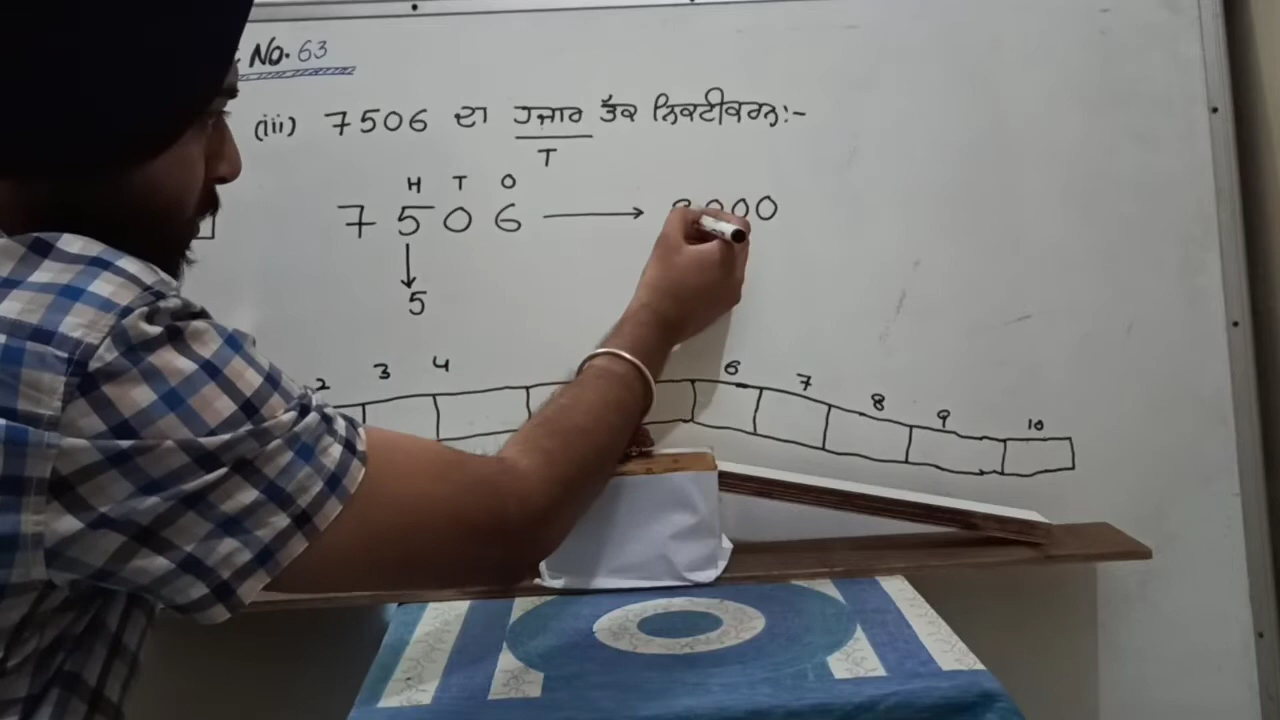 No. 63
(iii) 7506 ਦਾ ਹਜਾਰ ਤੱਕ ਨਿਕਟੀਕਰਨ:-
T
H T O
7 5 0 6 → 8000
5
2 3 4 6 7 8 9 10